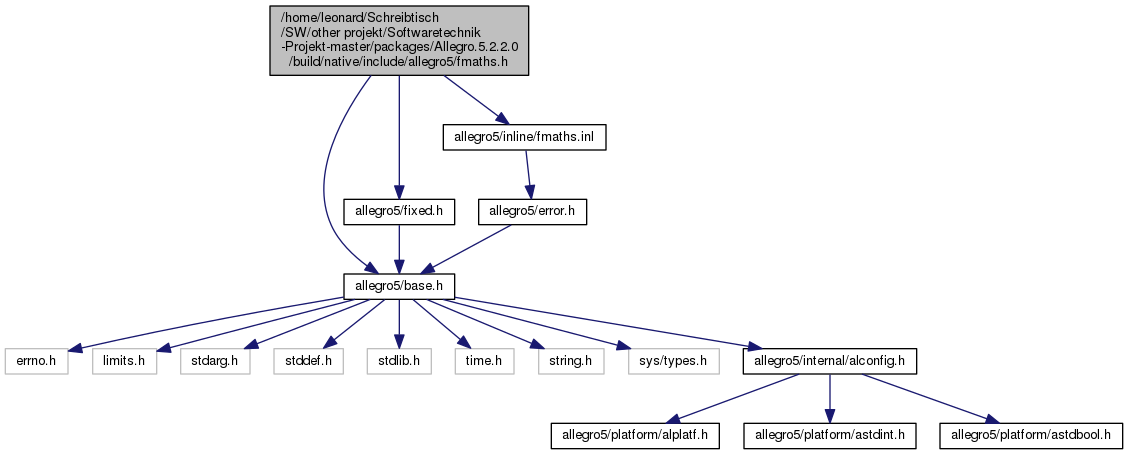 /home/leonard/Schreibtisch
/SW/other projekt/Softwaretechnik
-Projekt-master/packages/Allegro.5.2.2.0
/build/native/include/allegro5/fmaths.h
allegro5/inline/fmaths.inl
allegro5/fixed.h
allegro5/error.h
allegro5/base.h
errno.h
limits.h
stdarg.h
stddef.h
stdlib.h
time.h
string.h
sys/types.h
allegro5/internal/alconfig.h
allegro5/platform/alplatf.h
allegro5/platform/astdint.h
allegro5/platform/astdbool.h